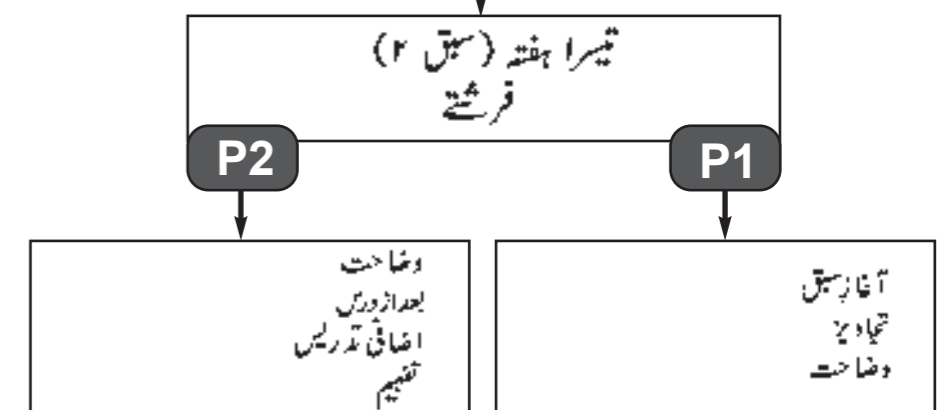 تیسرا ہفتہ (سبق ۲)
فرشتے
P1
P2
آغازِ سبق
تجاویز
وضاحت
وضاحت
بعد از درس
اضافی تدریس
تفہیم